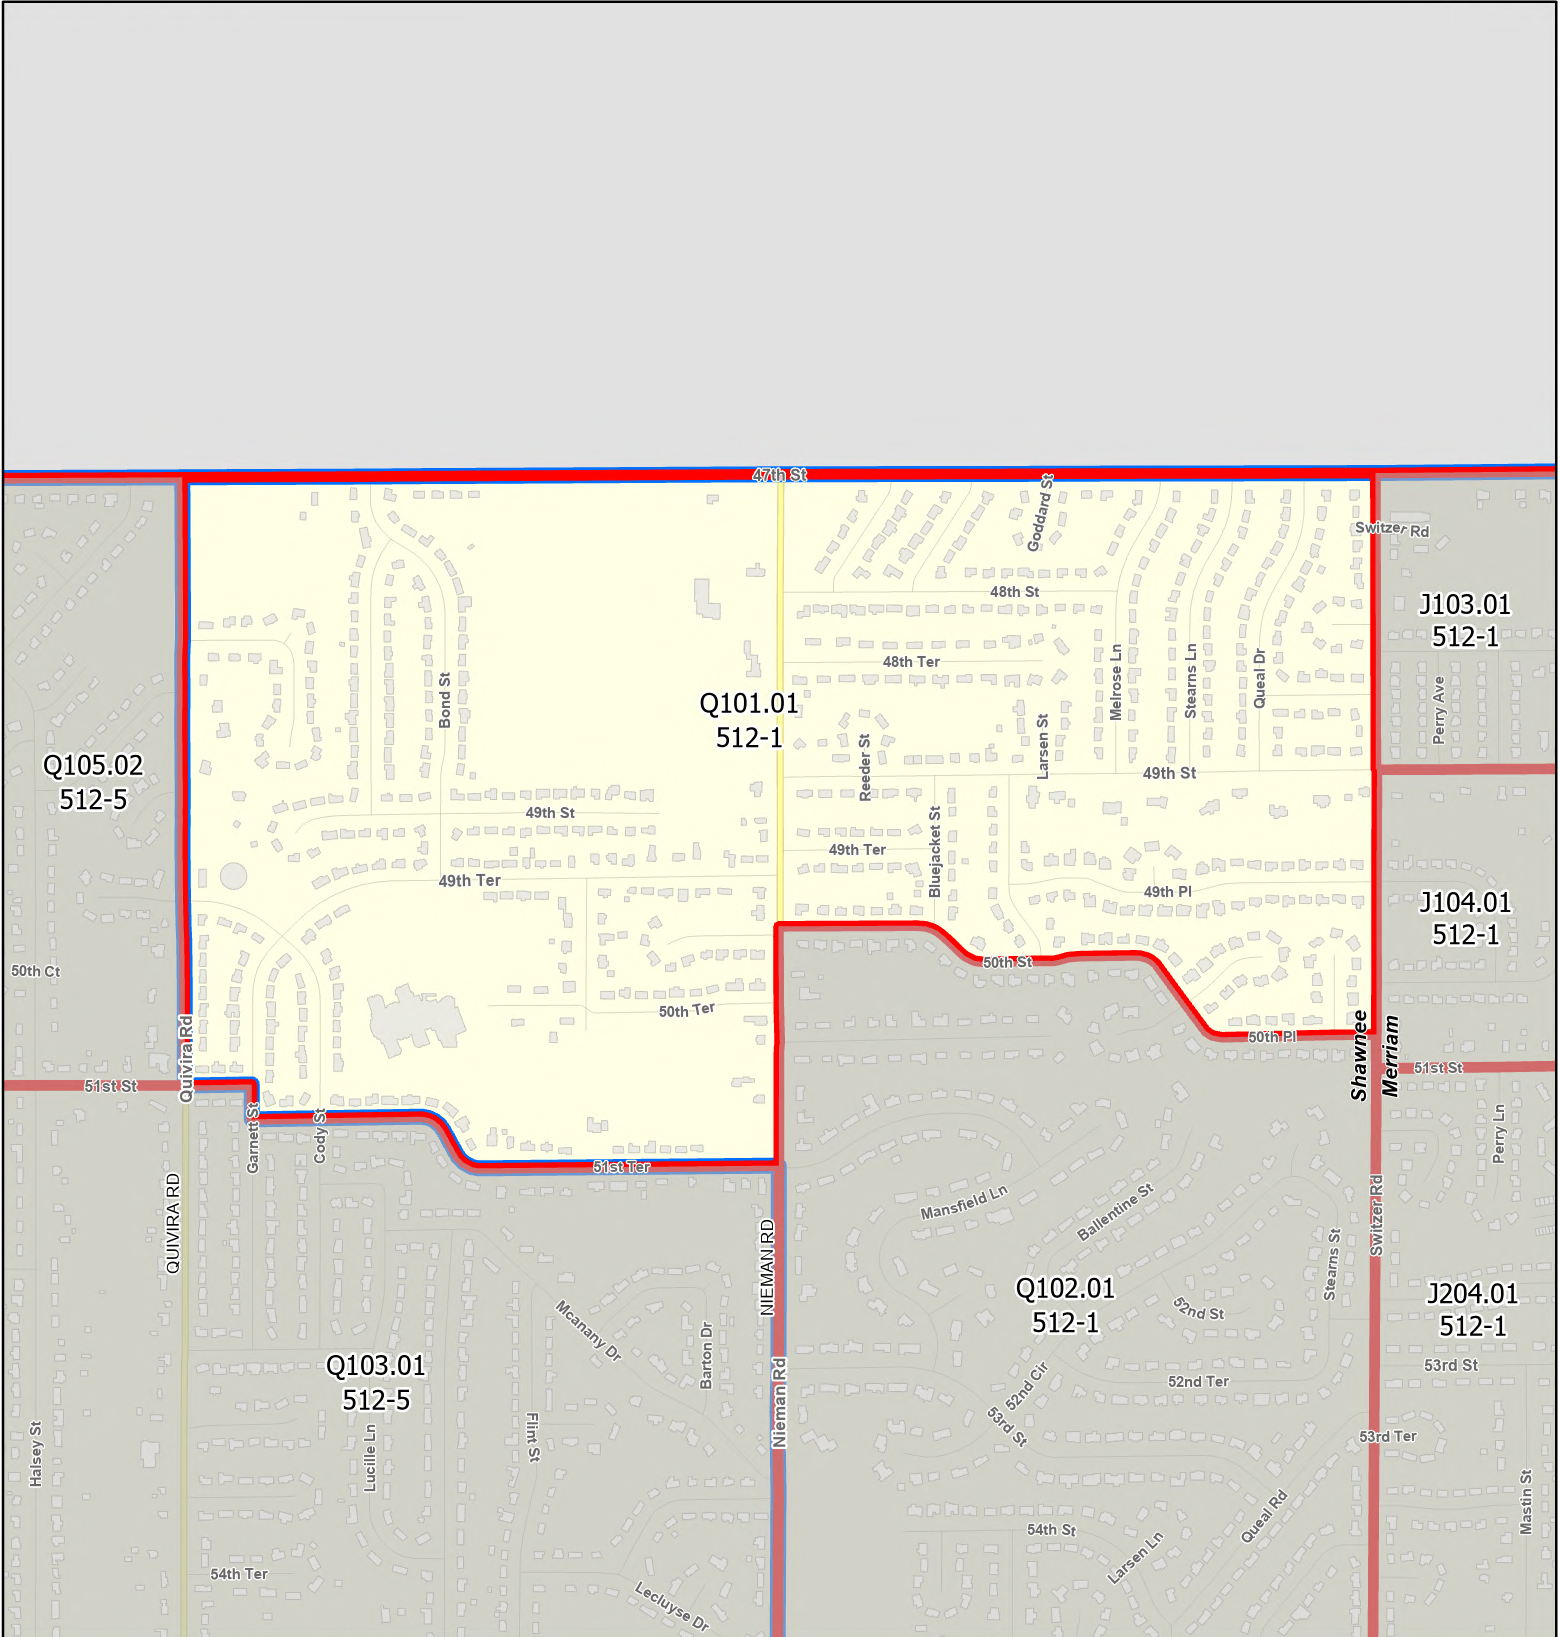 47th St
Goddard St
Switzer Rd
48th St
J103.01
512-1
48th Ter
Melrose Ln
Stearns Ln
Queal Dr
Perry Ave
Bond St
Q101.01
512-1
Larsen St
Reeder St
Q105.02
512-5
49th St
49th St
Bluejacket St
49th Ter
49th Ter
49th Pl
J104.01
512-1
50th Ct
50th St
50th Ter
Quivira Rd
50th Pl
Shawnee
Merriam
51st St
51st St
Garnett St
Cody St
Perry Ln
51st Ter
QUIVIRA RD
Mansfield Ln
Ballentine St
Switzer Rd
NIEMAN RD
Stearns St
Q102.01
512-1
52nd St
J204.01
512-1
Mcanany Dr
Barton Dr
Q103.01
512-5
53rd St
52nd Ter
52nd Cir
Nieman Rd
53rd St
53rd Ter
Halsey St
Lucille Ln
Flint St
Mastin St
Queal Rd
54th St
Larsen Ln
54th Ter
Lecluyse Dr